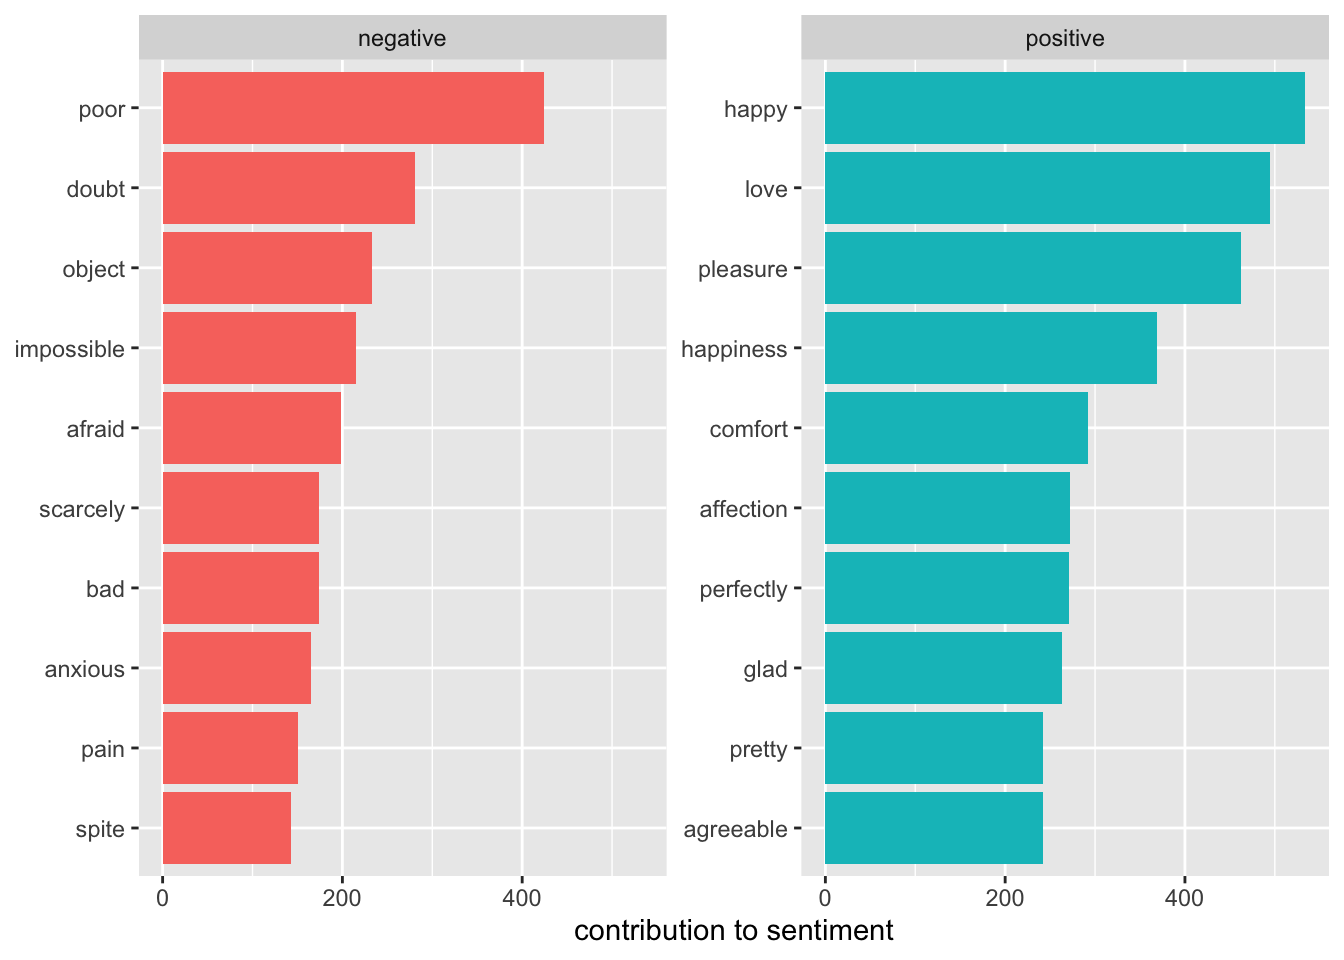 negative
poor
doubt
object
impossible
afraid
scarcely
bad
anxious
pain
spite
0 200 400
positive
happy
love
pleasure
happiness
comfort
affection
perfectly
glad
pretty
agreeable
0 200 400
contribution to sentiment